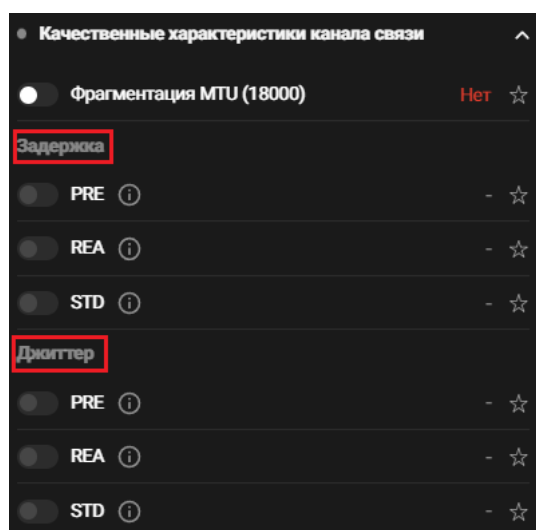 Качественные характеристики канала связи
Фрагментация MTU (18000) Нет
Задержка
PRE -
REA -
STD -
Джиттер
PRE -
REA -
STD -